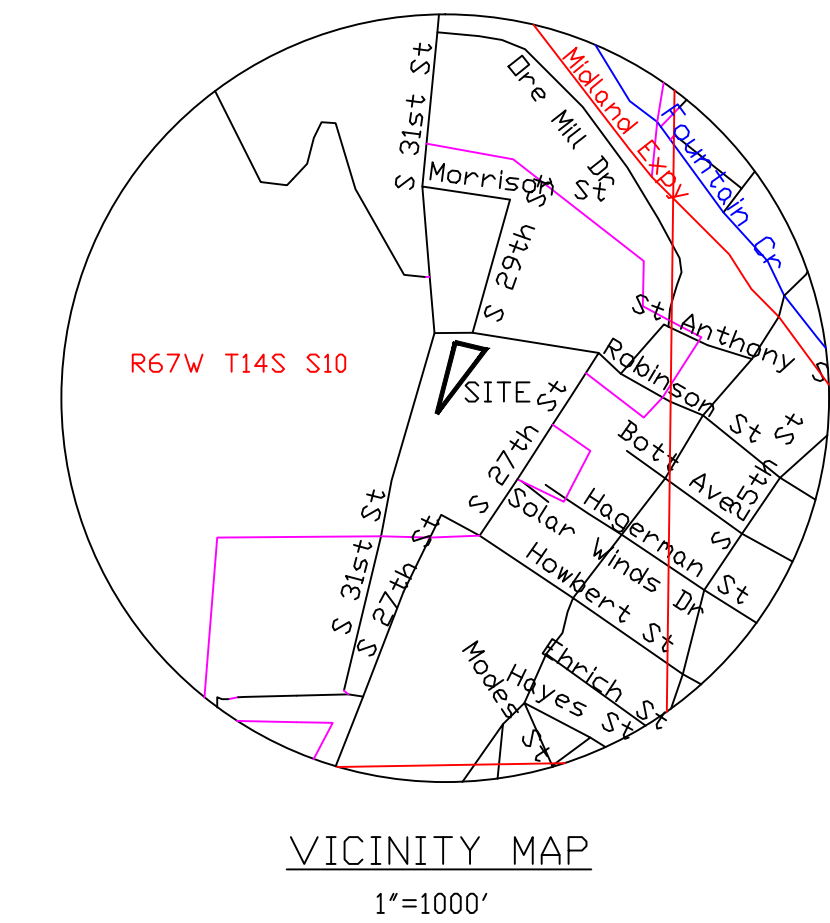 S 31st St
Ore Mill Dr
Midland Expy
Fountain Cr
Morrison St
S 29th St
St Anthony S
R67W T14S S10
Robinson St
SITE
S 27th St
Bott Ave
S 25th St
Solar Winds Dr
Hagerman St
S 31st St
S 27th St
Howbert St
Modes St
Ehrich St
Hayes St
VICINITY MAP
1"=1000'